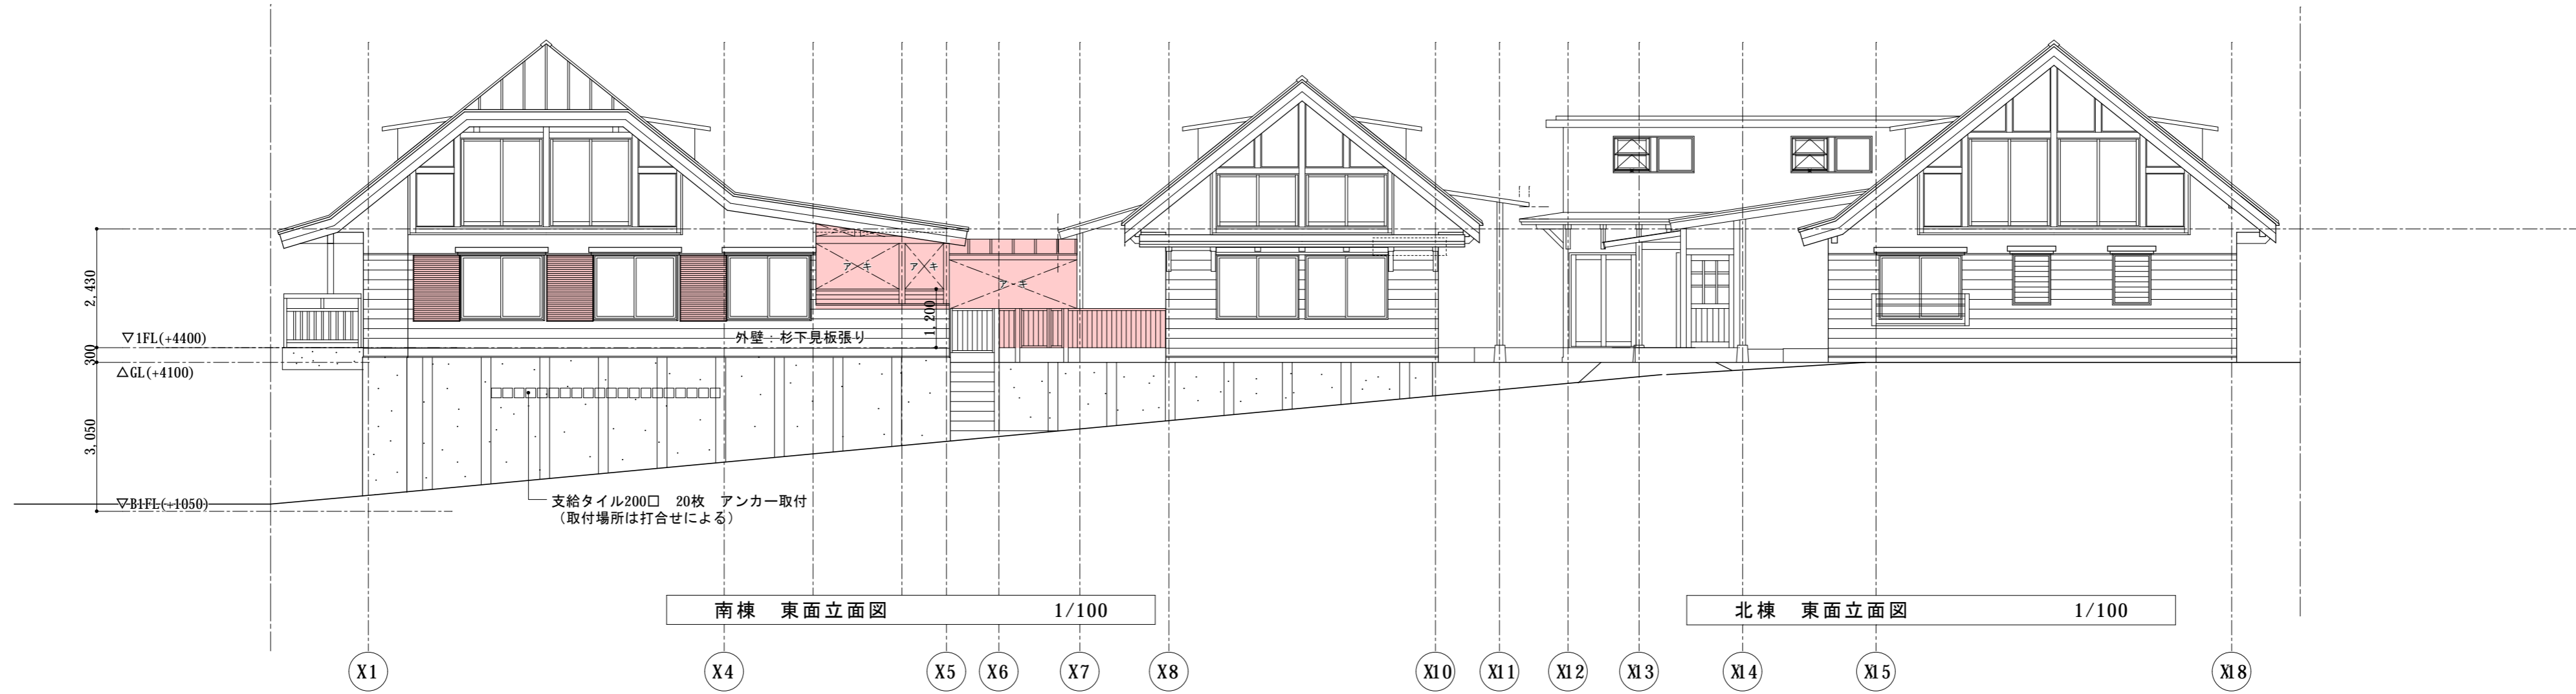 2,430
▽1FL(+4400)
300
△GL(+4100)
3,050
▽B1FL(+1050)
アキ
アキ
アキ
1,200
外壁：杉下見板張り
支給タイル200□　20枚　アンカー取付
（取付場所は打合せによる）
南棟　東面立面図　1/100
北棟　東面立面図　1/100
X1
X4
X5
X6
X7
X8
X10
X11
X12
X13
X14
X15
X18